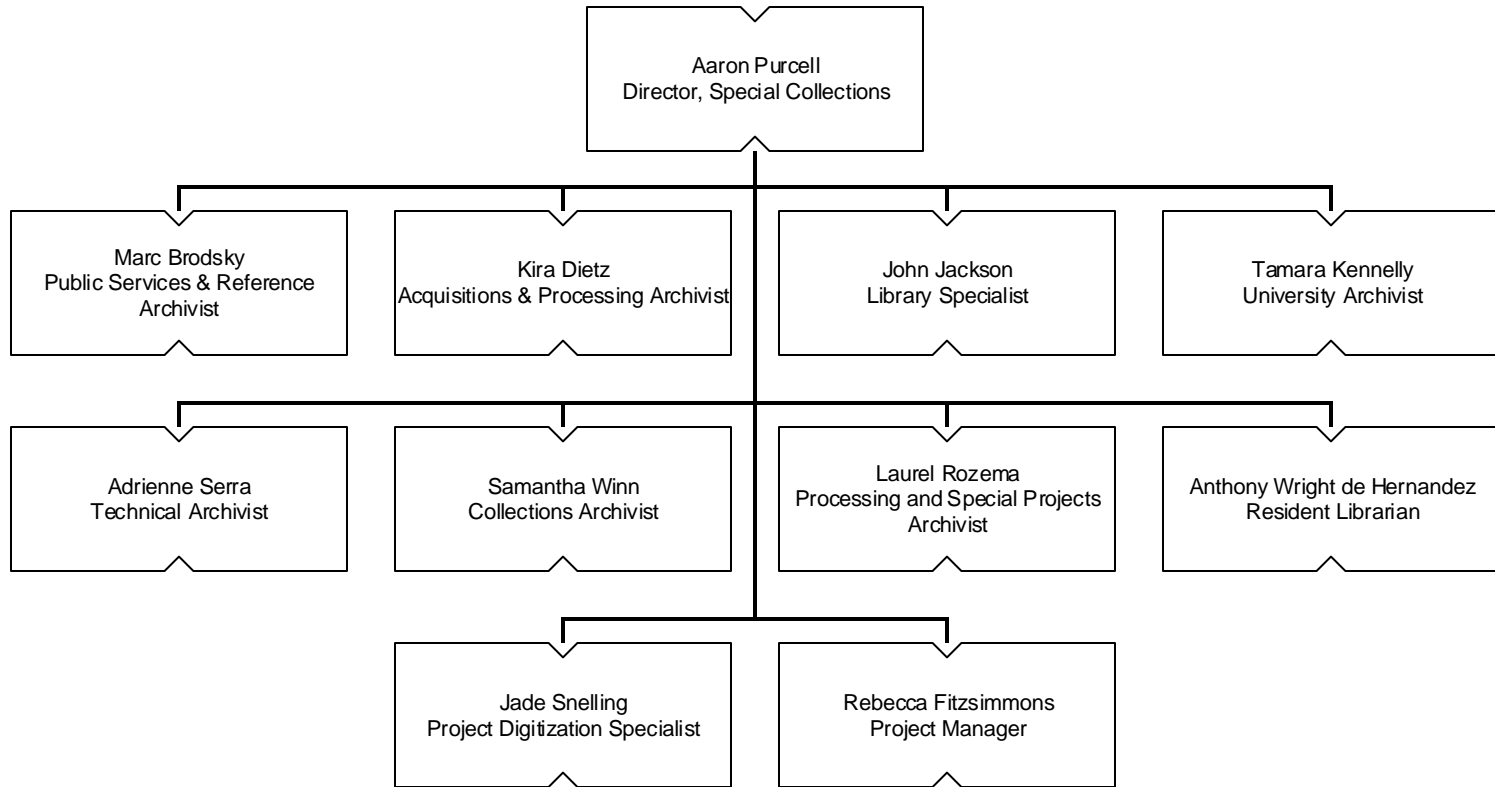 Aaron Purcell
Director, Special Collections
Marc Brodsky
Public Services & Reference
Archivist
Kira Dietz
Acquisitions & Processing Archivist
John Jackson
Library Specialist
Tamara Kennelly
University Archivist
Adrienne Serra
Technical Archivist
Samantha Winn
Collections Archivist
Laurel Rozema
Processing and Special Projects
Archivist
Anthony Wright de Hernandez
Resident Librarian
Jade Snelling
Project Digitization Specialist
Rebecca Fitzsimmons
Project Manager